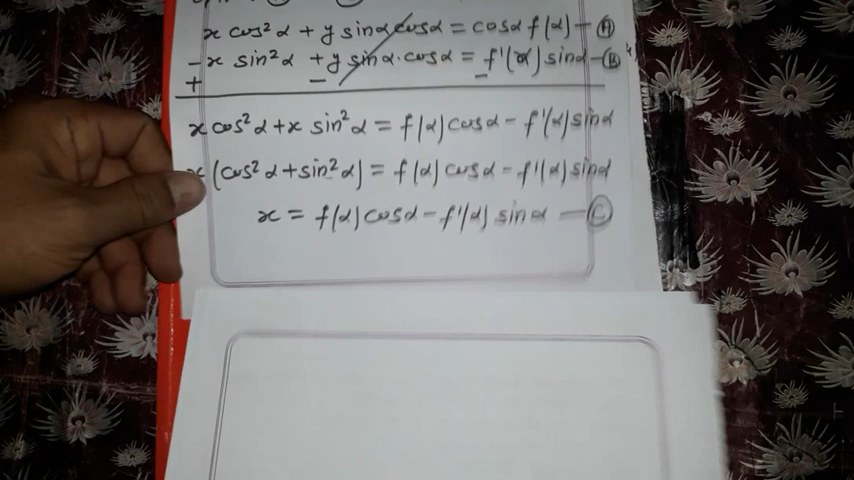 x cos²α + y sinα cosα = cosα f(α) — Ⓐ
-x sin²α + y sinα.cosα = f'(α) sinα — Ⓑ
+ - -
x cos²α + x sin²α = f(α) cosα - f'(α) sinα
x (cos²α + sin²α) = f(α) cosα - f'(α) sinα
x = f(α) cosα - f'(α) sinα — Ⓒ